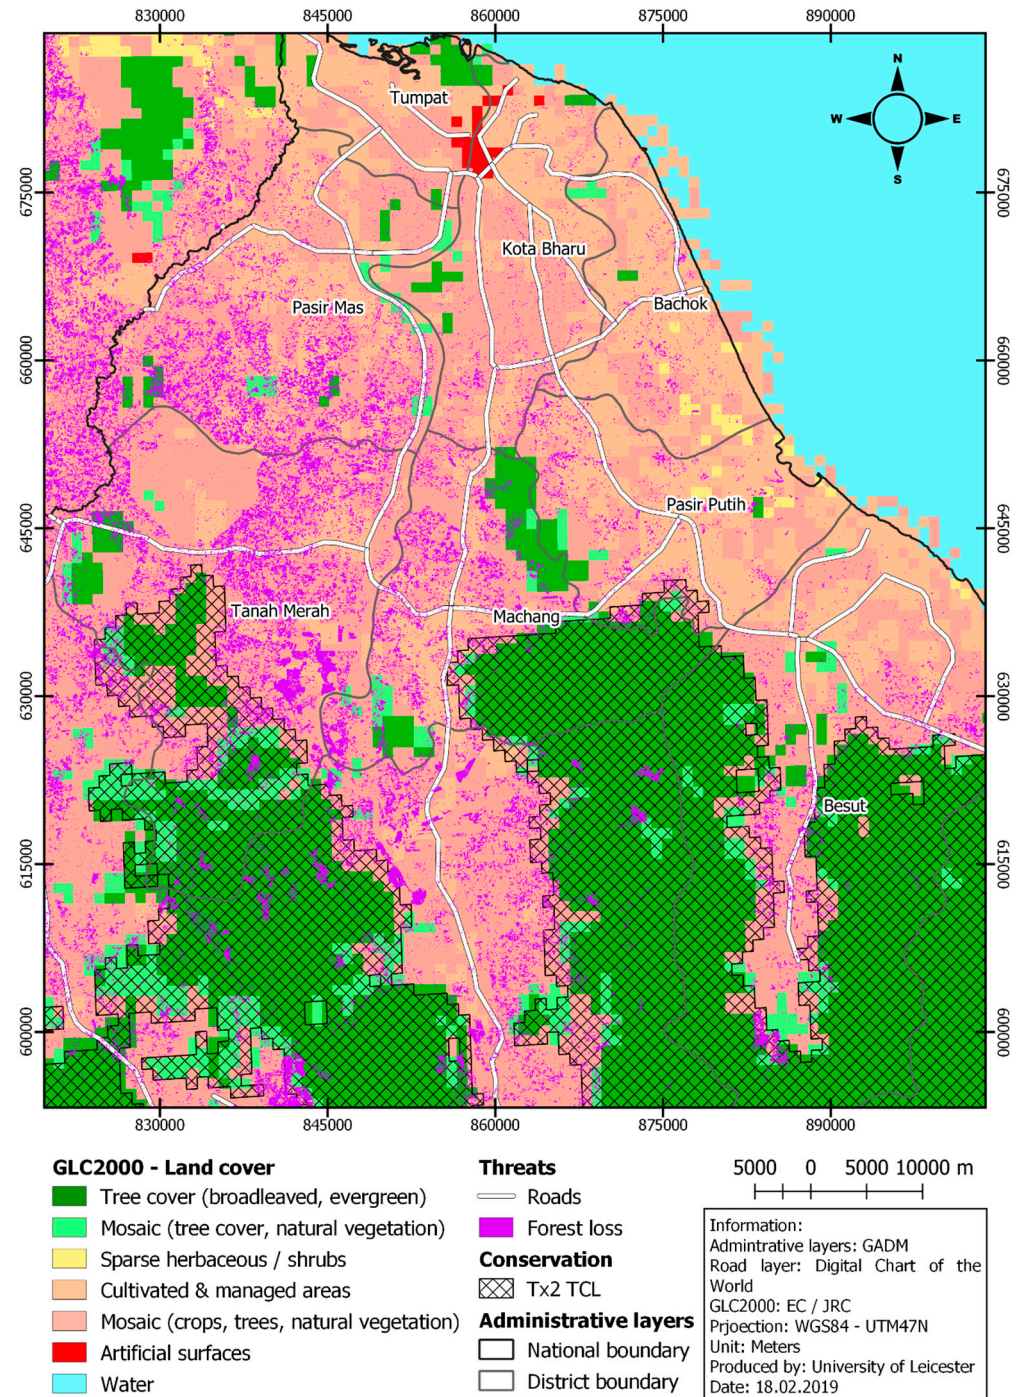 830000 845000 860000 875000 890000
N
W E
S
Tumpat
675000 675000
Kota Bharu
Pasir Mas
Bachok
660000 660000
Pasir Putih
645000 645000
Tanah Merah
Machang
630000 630000
Besut
615000 615000
600000 600000
830000 845000 860000 875000 890000
GLC2000 - Land cover
Tree cover (broadleaved, evergreen)
Mosaic (tree cover, natural vegetation)
Sparse herbaceous / shrubs
Cultivated & managed areas
Mosaic (crops, trees, natural vegetation)
Artificial surfaces
Water
Threats
Roads
Forest loss
Conservation
Tx2 TCL
Administrative layers
National boundary
District boundary
5000 0 5000 10000 m
Information:
Admintrative layers: GADM
Road layer: Digital Chart of the
World
GLC2000: EC / JRC
Prjoection: WGS84 - UTM47N
Unit: Meters
Produced by: University of Leicester
Date: 18.02.2019